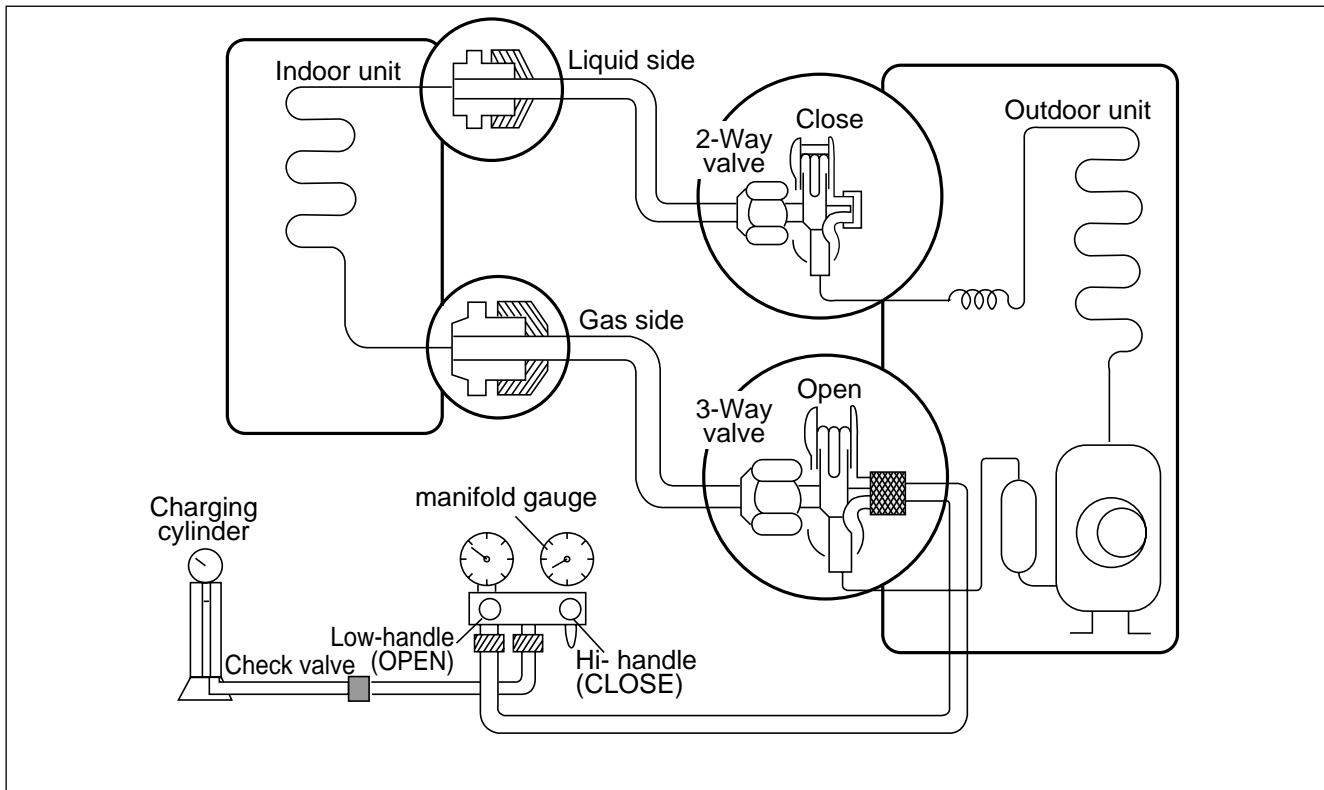 Indoor unit
Liquid side
2-Way
valve
Close
Outdoor unit
Gas side
3-Way
valve
Open
Charging
cylinder
manifold gauge
Check valve
Low-handle
(OPEN)
Hi- handle
(CLOSE)